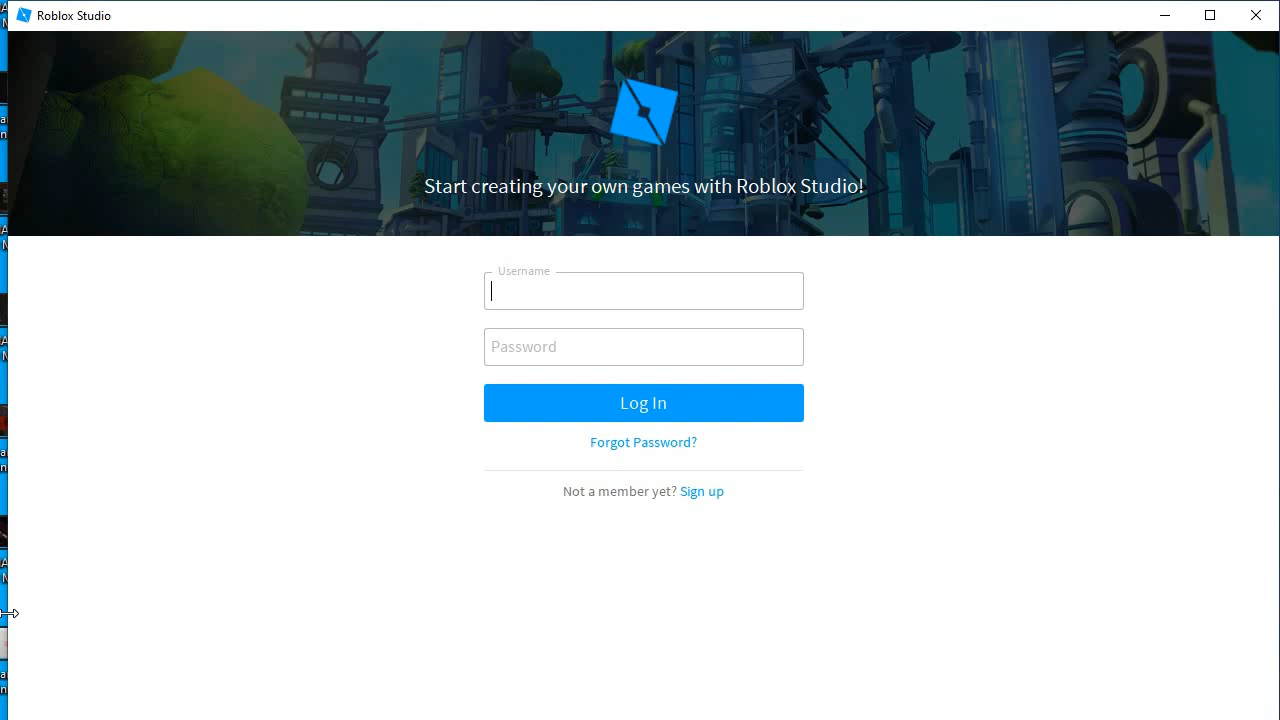 Roblox Studio
Start creating your own games with Roblox Studio!
Username
Password
Log In
Forgot Password?
Not a member yet? Sign up